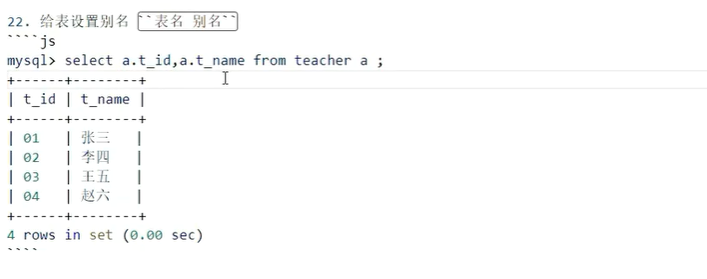 22. 给表设置别名 ``表名 别名``
````js
mysql> select a.t_id,a.t_name from teacher a ;
+------+--------+
| t_id | t_name |
+------+--------+
| 01   | 张三   |
| 02   | 李四   |
| 03   | 王五   |
| 04   | 赵六   |
+------+--------+
4 rows in set (0.00 sec)
````